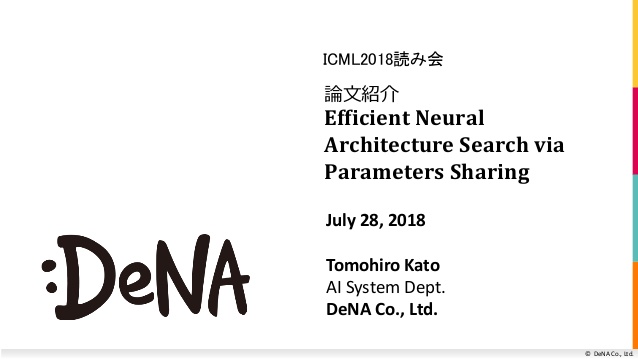 ICML2018読み会
論文紹介
Efficient Neural
Architecture Search via
Parameters Sharing
July 28, 2018
Tomohiro Kato
AI System Dept.
DeNA Co., Ltd.
:DeNA
© DeNA Co., Ltd.